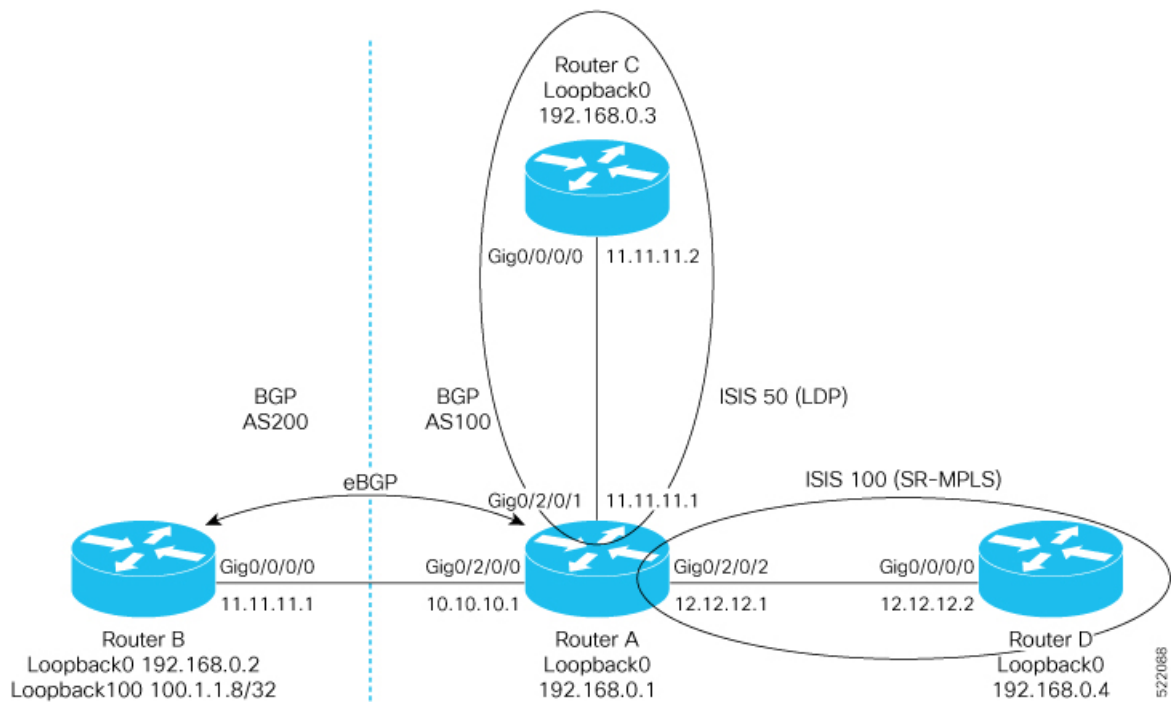 Router C
Loopback0
192.168.0.3
Gig0/0/0/0
11.11.11.2
BGP
AS200
BGP
AS100
ISIS 50 (LDP)
eBGP
Gig0/2/0/1
11.11.11.1
ISIS 100 (SR-MPLS)
Gig0/0/0/0
11.11.11.1
Gig0/2/0/0
10.10.10.1
Gig0/2/0/2
12.12.12.1
Gig0/0/0/0
12.12.12.2
Router B
Loopback0 192.168.0.2
Loopback100 100.1.1.8/32
Router A
Loopback0
192.168.0.1
Router D
Loopback0
192.168.0.4
522088